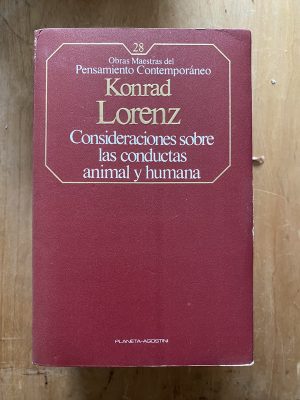 28
Obras Maestras del
Pensamiento Contemporáneo
Konrad
Lorenz
Consideraciones sobre
las conductas
animal y humana
PLANETA-AGOSTINI